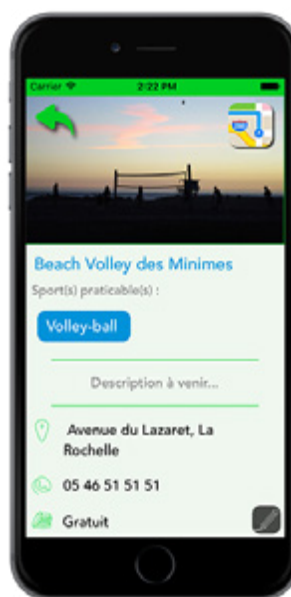 Carrier 2:22 PM
Beach Volley des Minimes
Sport(s) praticable(s) :
Volley-ball
Description à venir...
Avenue du Lazaret, La
Rochelle
05 46 51 51 51
Gratuit